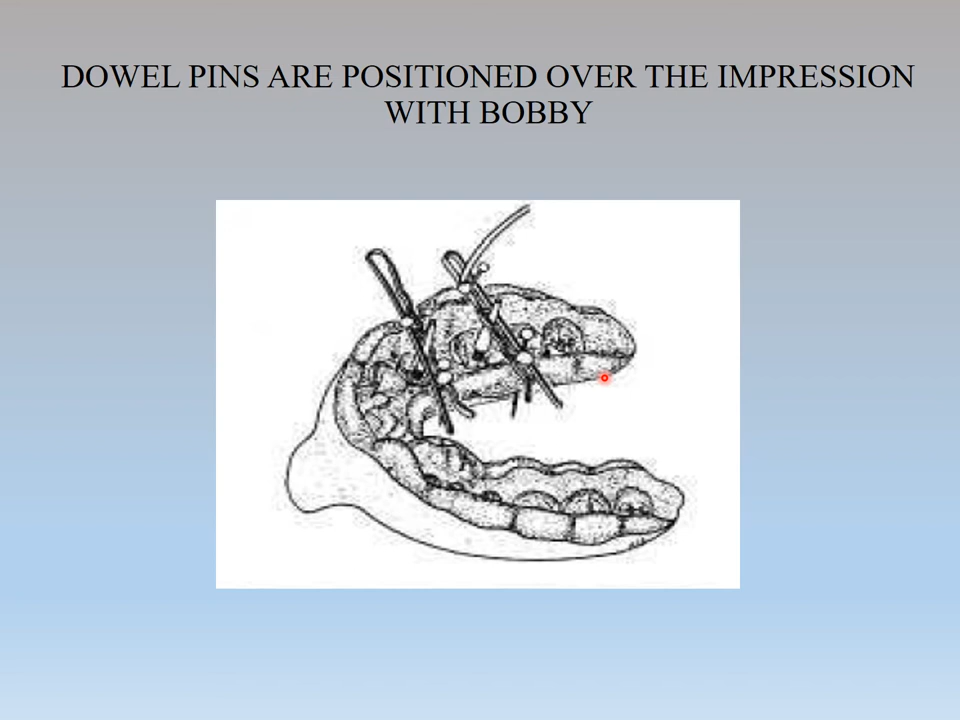 DOWEL PINS ARE POSITIONED OVER THE IMPRESSION
WITH BOBBY